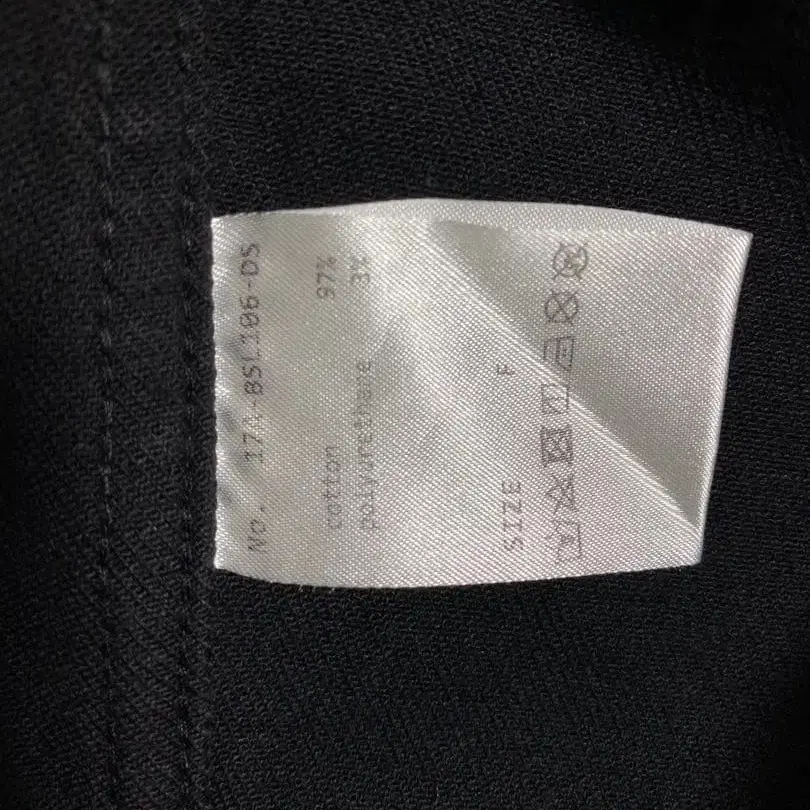 No. 17A-BSL106-DS
cotton 97%
polyurethane 3%
SIZE F